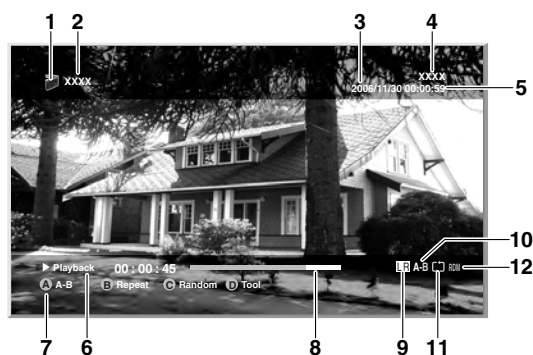 1 2 3 4
XXXX XXXX
2006/11/30 00:00:59 5
10
Playback 00 : 00 : 45 LR A-B RDM 12
A A-B B Repeat C Random D Tool
7 6 8 9 11